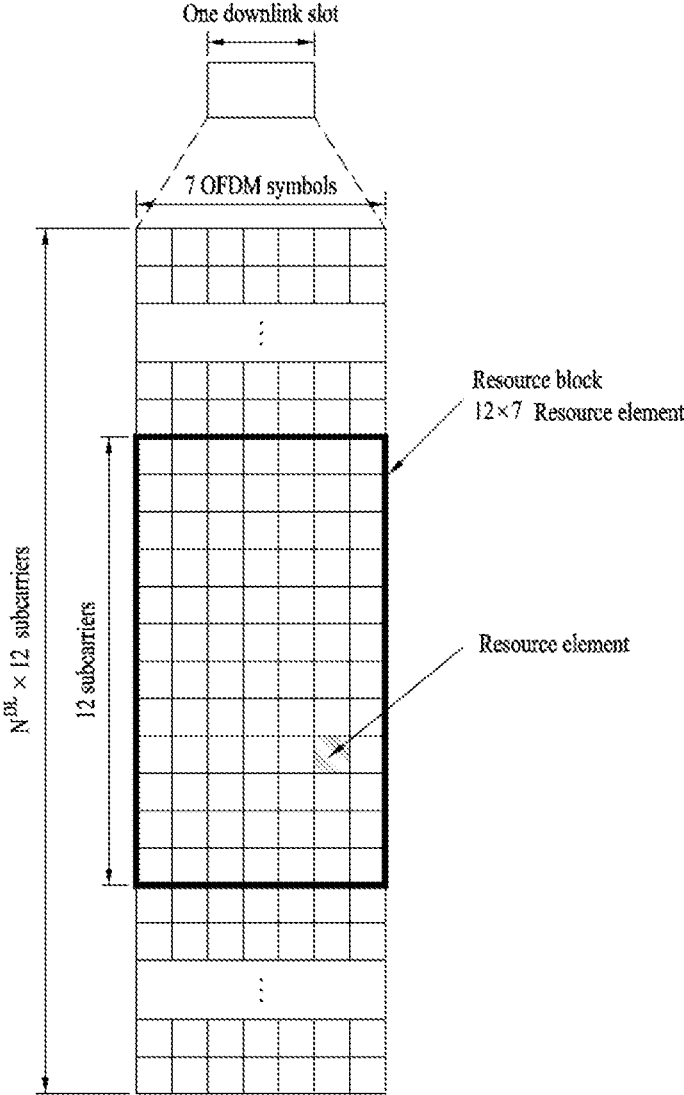 One downlink slot
7 OFDM symbols
Resource block
12×7 Resource element
Resource element
12 subcarriers
N^DL × 12 subcarriers